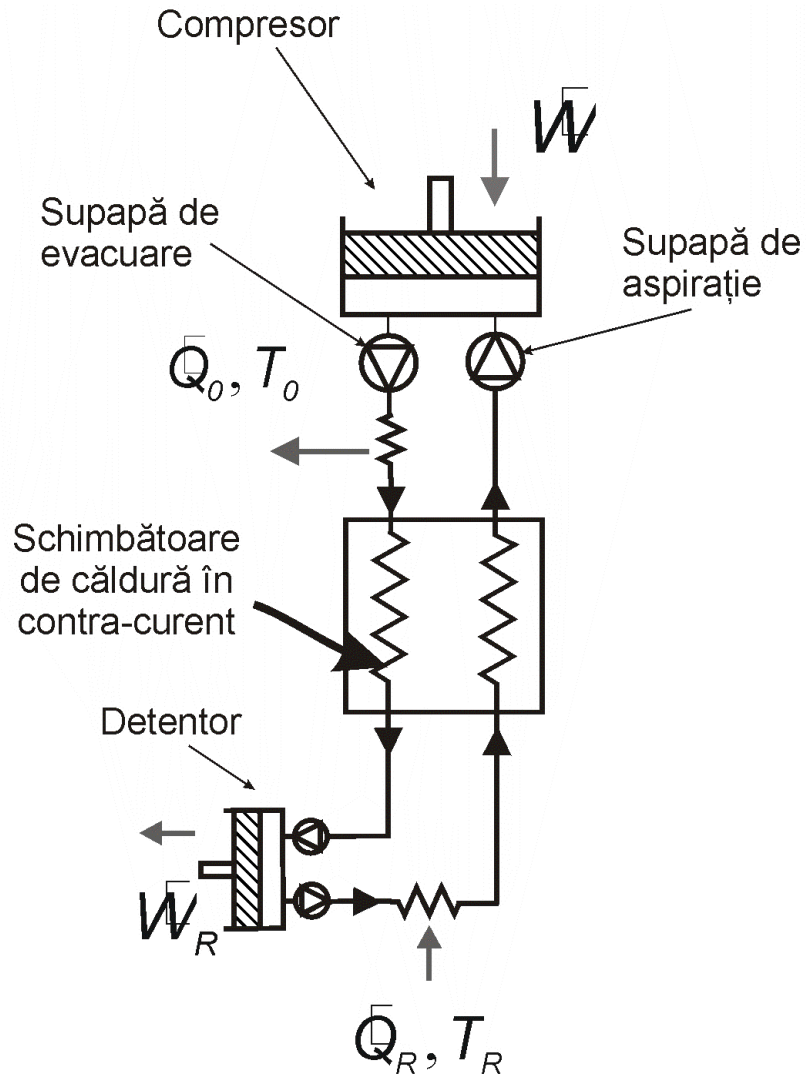 Compresor
W
Supapă de
evacuare
Supapă de
aspirație
Q0, T0
Schimbătoare
de căldură în
contra-curent
Detentor
WR
QR, TR